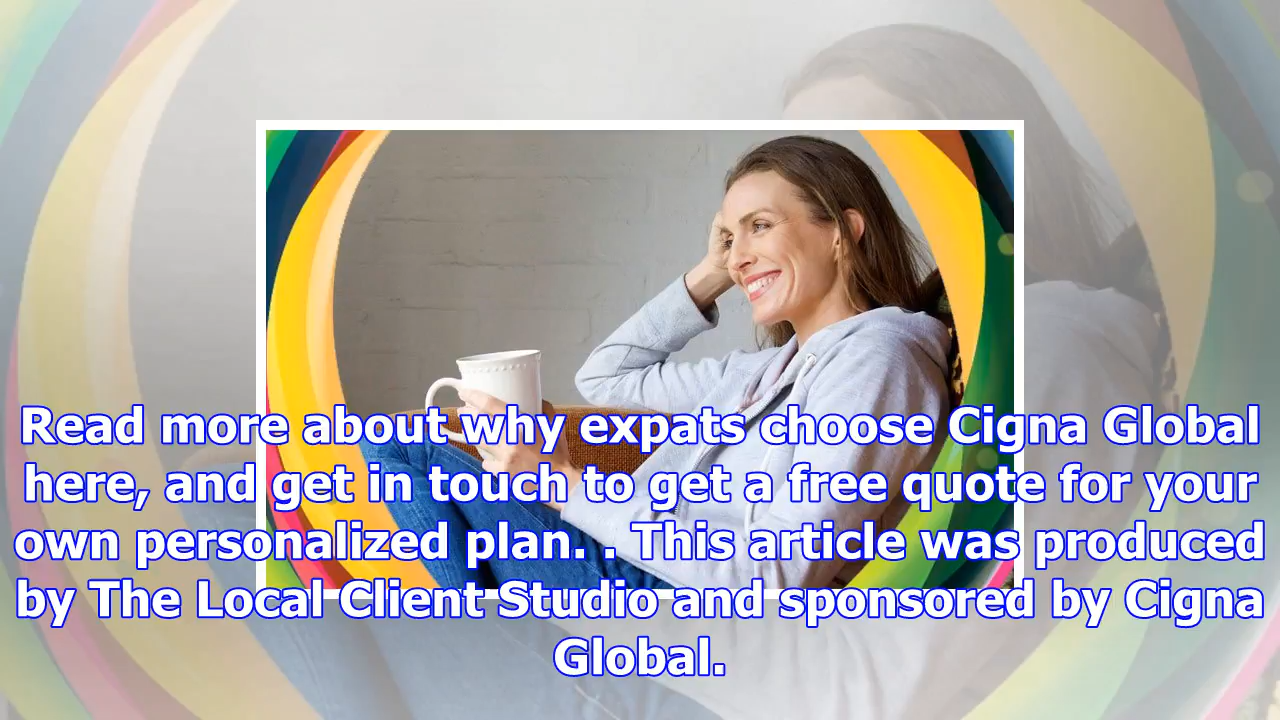 Read more about why expats choose Cigna Global
here, and get in touch to get a free quote for your
own personalized plan. . This article was produced
by The Local Client Studio and sponsored by Cigna
Global.